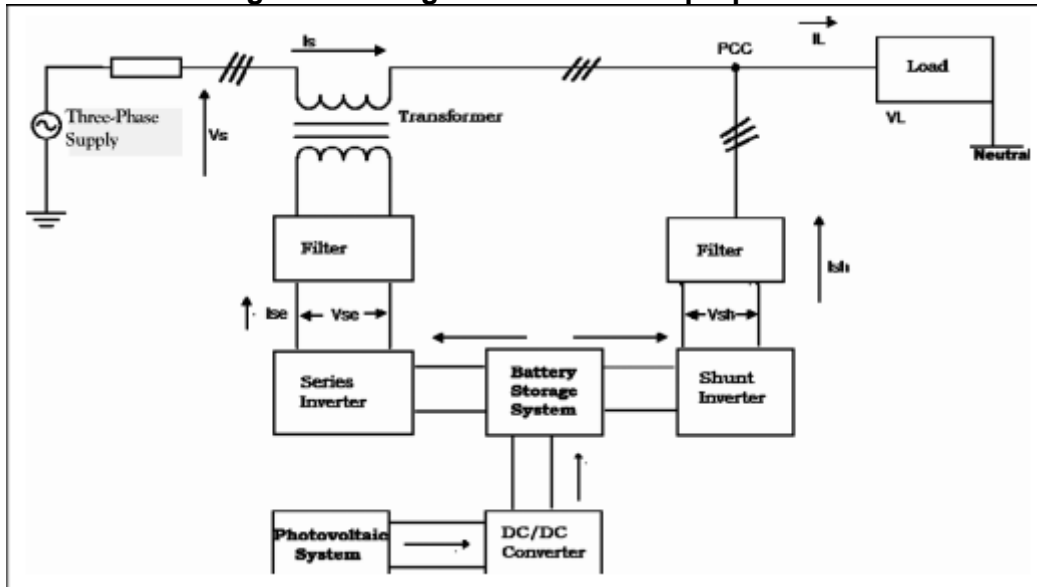 Is
PCC
IL
Load
Three-Phase
Supply
Vs
Transformer
VL
Neutral
Filter
Filter
Ish
Ise
Vse
Vsh
Series
Inverter
Battery
Storage
System
Shunt
Inverter
Photovoltaic
System
DC/DC
Converter